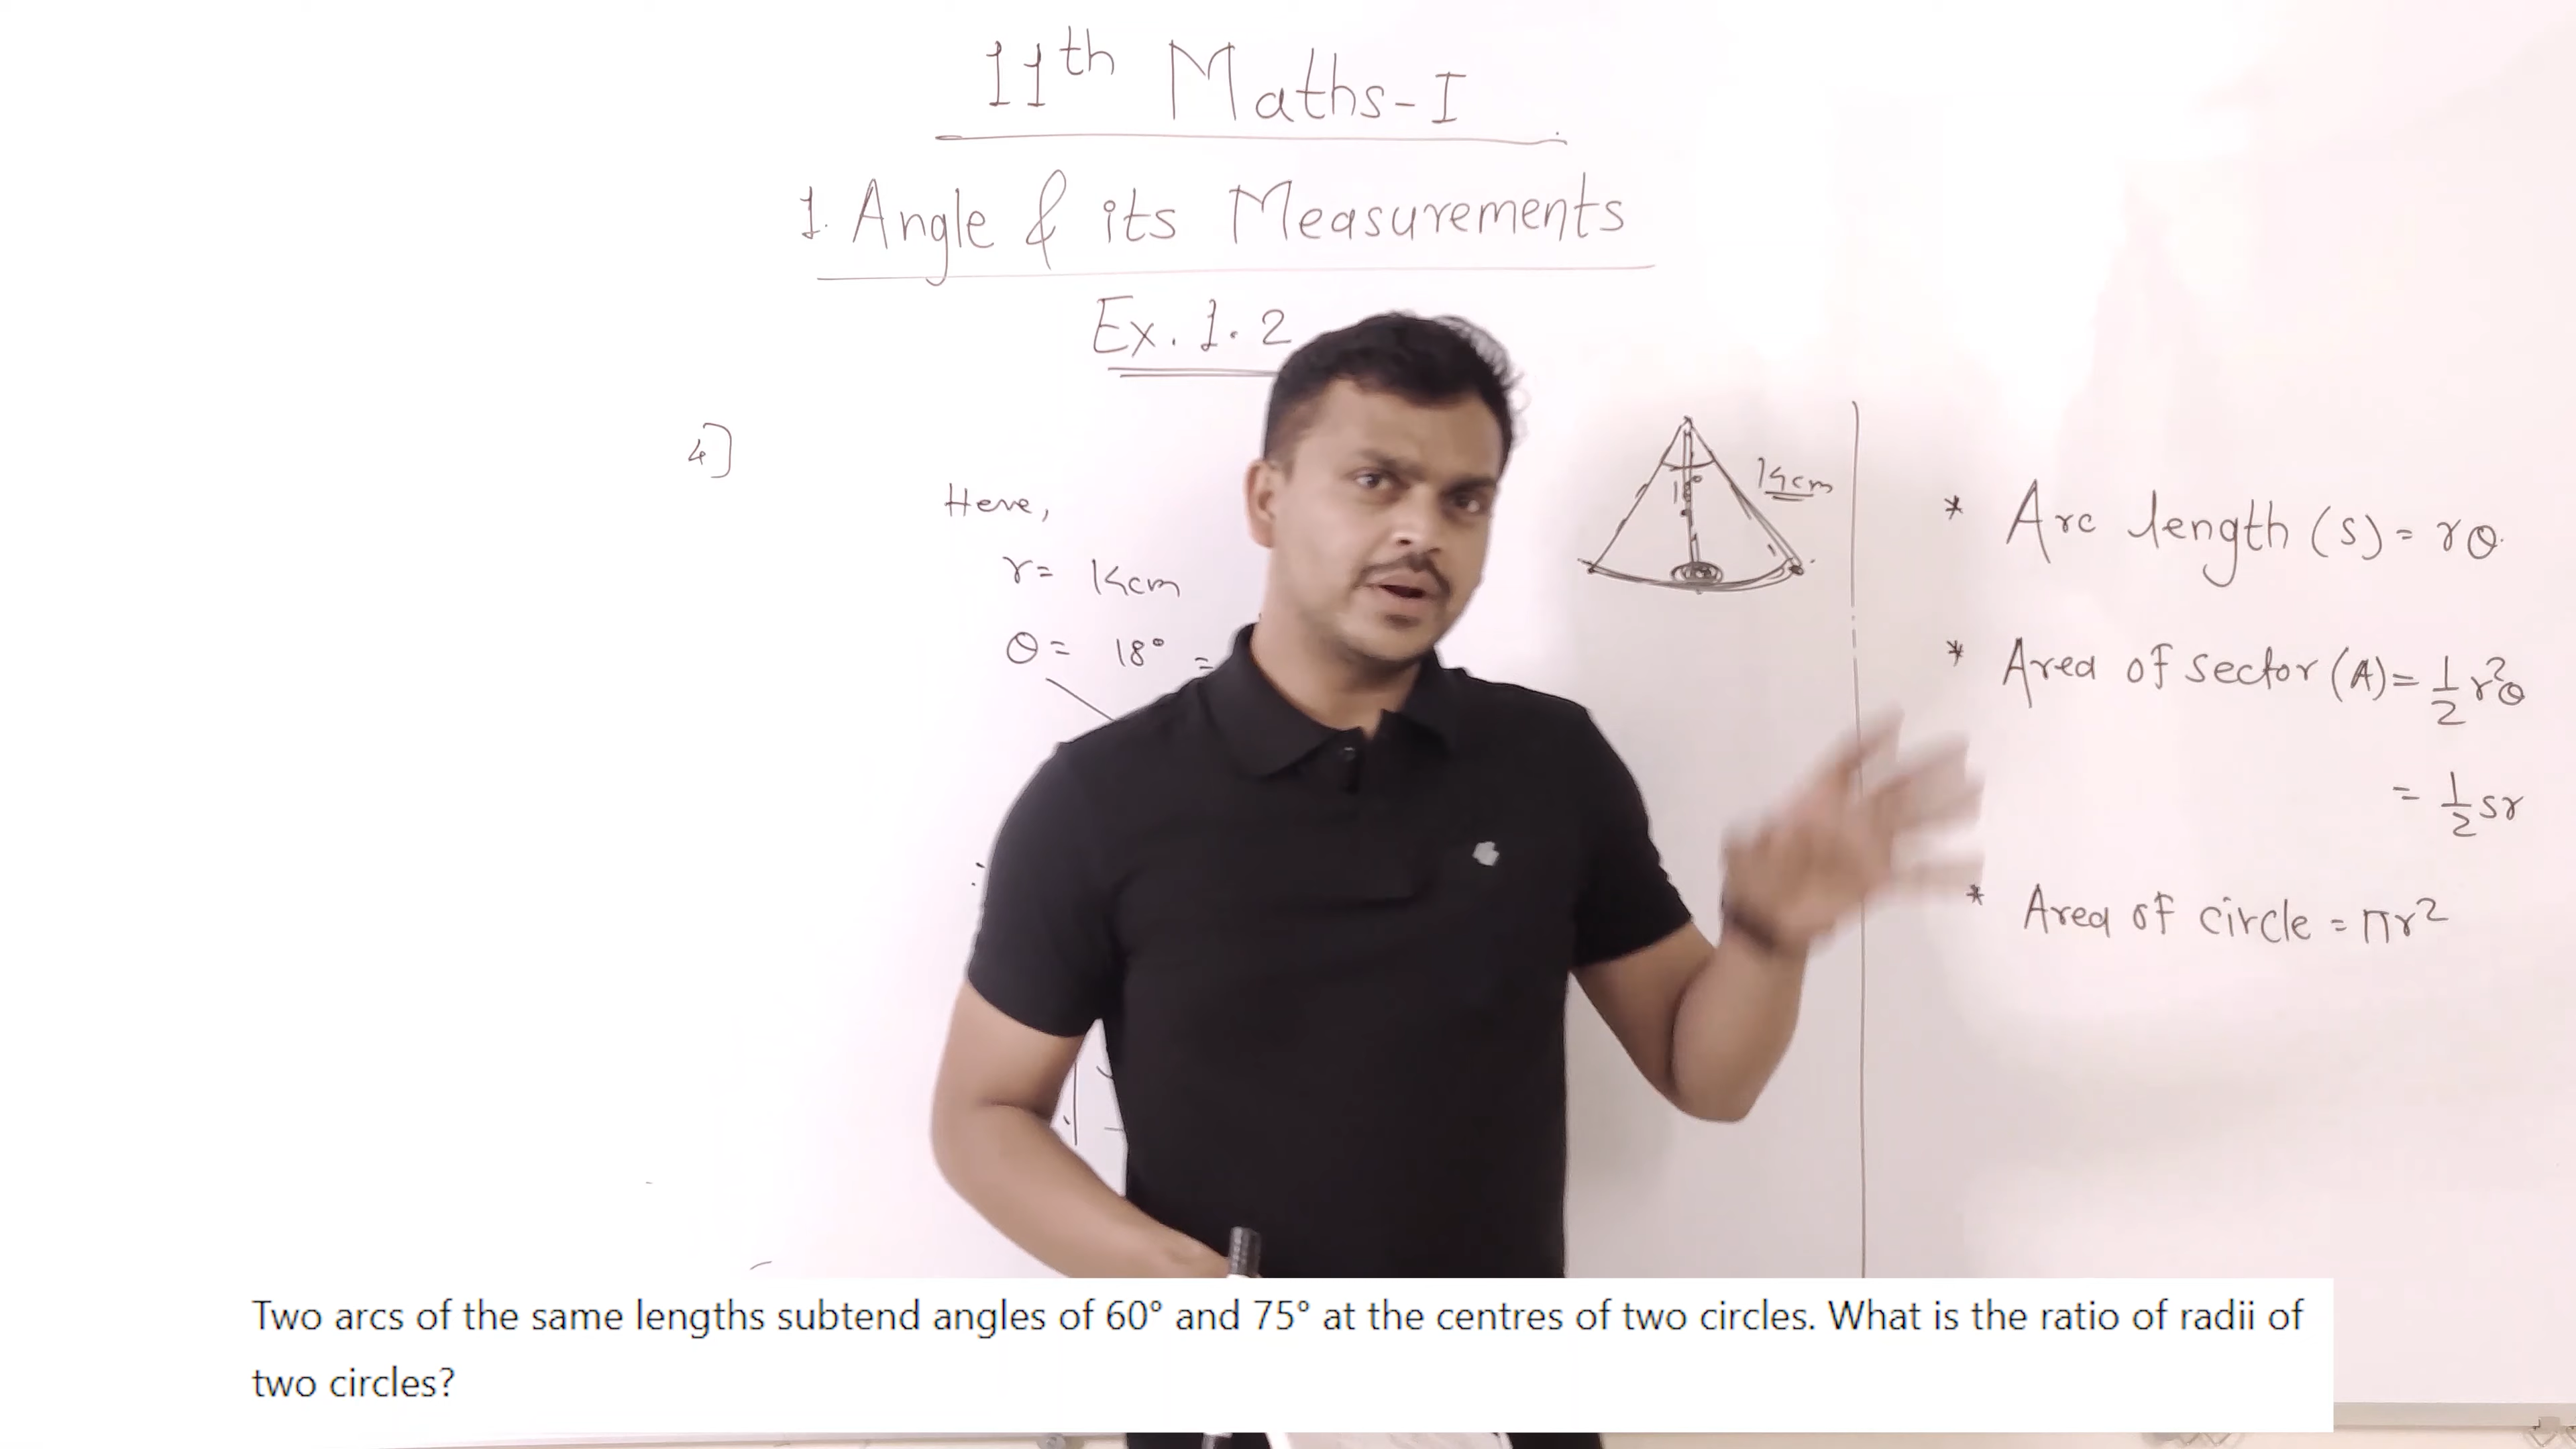 11th Maths-I
1. Angle & its Measurements
Ex. 1.2
4]
Here,
r= 14cm
θ= 18° =
18°
14cm
* Arc length (s) = rθ
* Area of sector (A) = 1/2 r²θ
= 1/2 sr
* Area of circle = πr²
Two arcs of the same lengths subtend angles of 60° and 75° at the centres of two circles. What is the ratio of radii of
two circles?